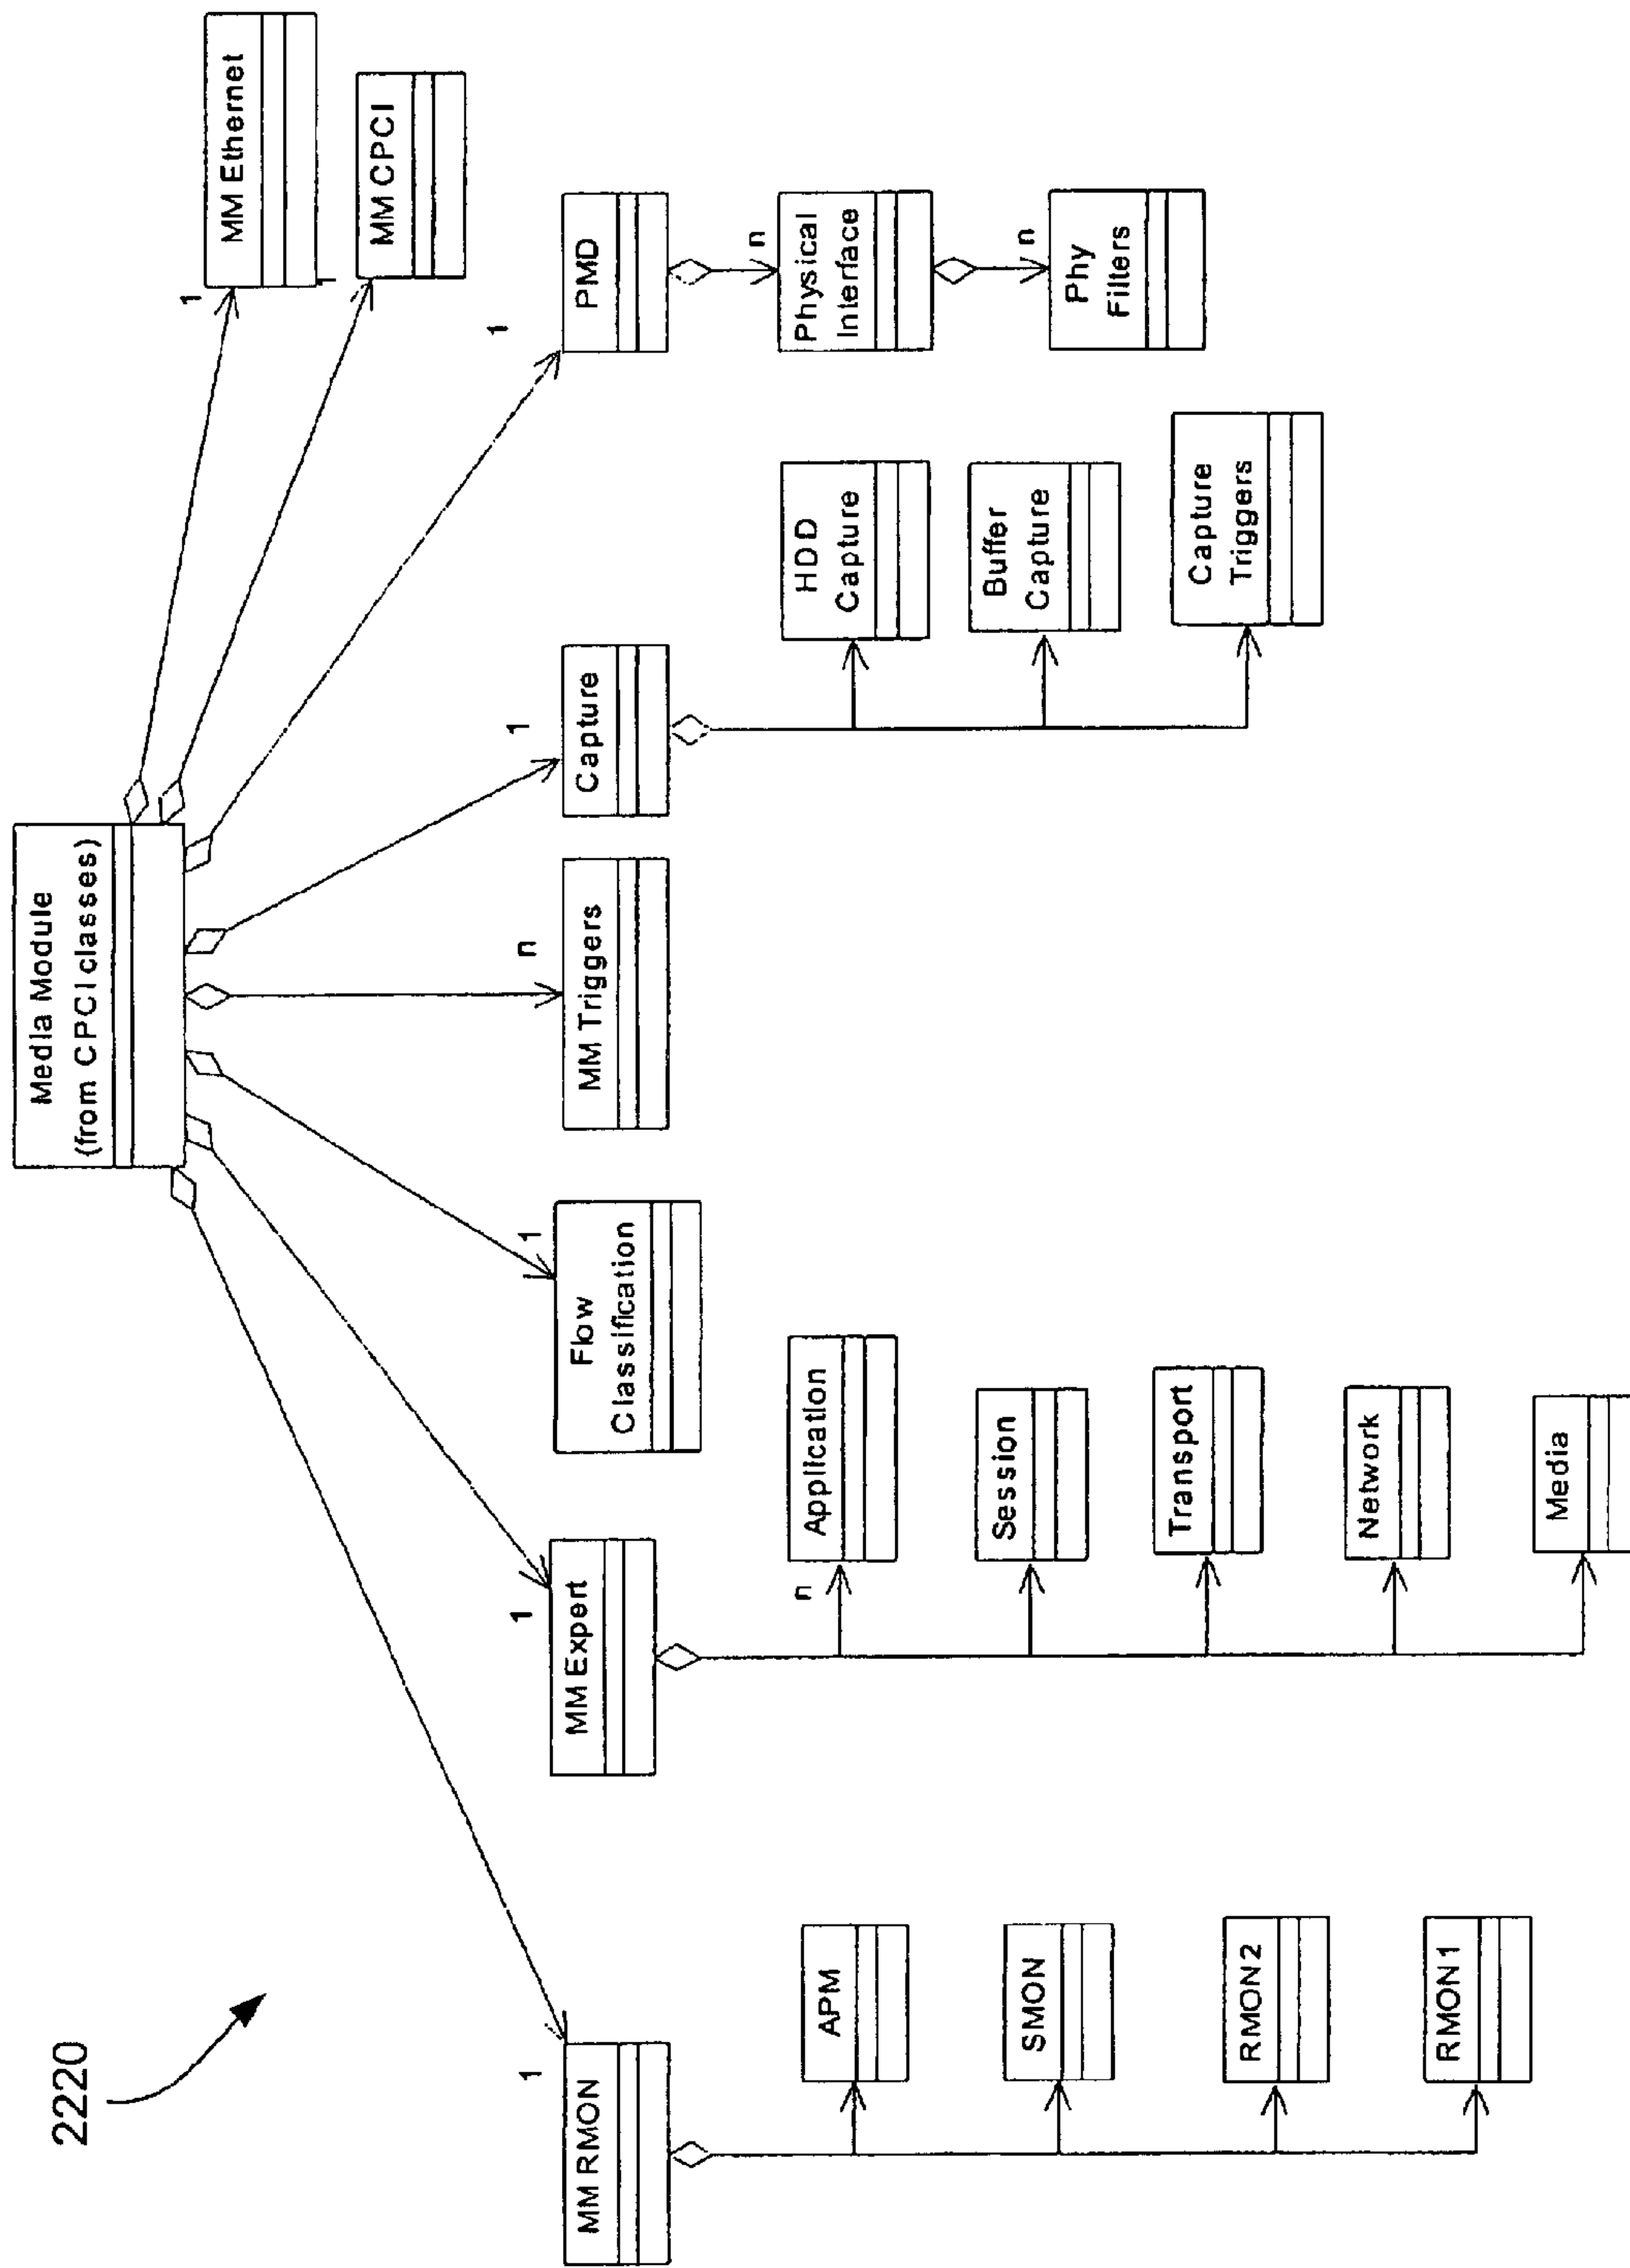 2220
Media Module
(from CPCI classes)
1
MM Ethernet
1
MM CPCI
1
MM RMON
1
MM Expert
1
Flow
Classification
n
MM Triggers
1
Capture
1
PMD
APM
SMON
RMON2
RMON1
n
Application
Session
Transport
Network
Media
HDD
Capture
Buffer
Capture
Capture
Triggers
n
Physical
Interface
n
Phy
Filters